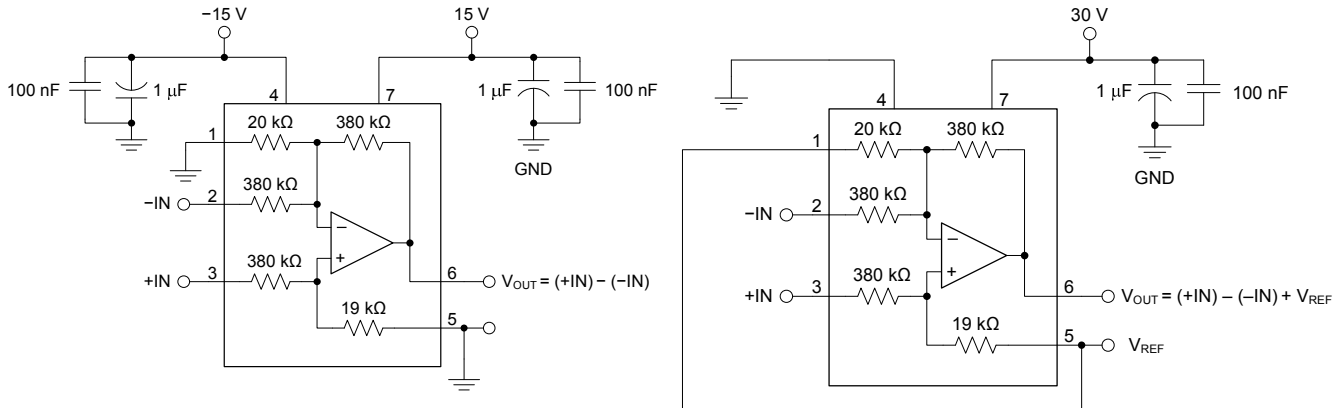 −15 V
15 V
100 nF
1 µF
1 µF
100 nF
4
7
GND
1
20 kΩ
380 kΩ
−IN
2
380 kΩ
−
+
+IN
3
380 kΩ
6
VOUT = (+IN) − (−IN)
19 kΩ
5
30 V
4
7
1 µF
100 nF
GND
1
20 kΩ
380 kΩ
−IN
2
380 kΩ
−
+
+IN
3
380 kΩ
6
VOUT = (+IN) − (−IN) + VREF
19 kΩ
5
VREF